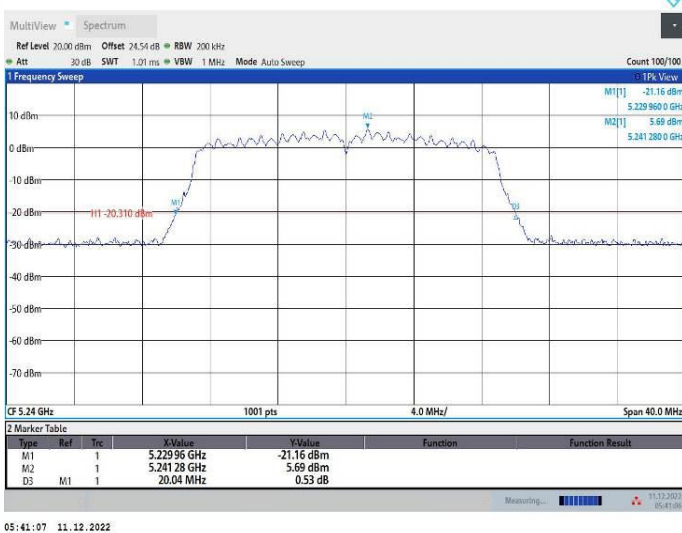 MultiView Spectrum
Ref Level 20.00 dBm Offset 24.54 dB RBW 200 kHz
Att 30 dB SWT 1.01 ms VBW 1 MHz Mode Auto Sweep Count 100/100
1 Frequency Sweep 1Pk View
M1[1] -21.16 dBm
5.229 960 0 GHz
M2[1] 5.69 dBm
5.241 280 0 GHz
10 dBm
M2
0 dBm
-10 dBm
M1
-20 dBm
H1 -20.310 dBm
D3
-30 dBm
-40 dBm
-50 dBm
-60 dBm
-70 dBm
CF 5.24 GHz 1001 pts 4.0 MHz/ Span 40.0 MHz
2 Marker Table
Type Ref Trc X-Value Y-Value Function Function Result
M1 1 5.229 96 GHz -21.16 dBm
M2 1 5.241 28 GHz 5.69 dBm
D3 M1 1 20.04 MHz 0.53 dB
Measuring... 11.12.2022
05:41:06
05:41:07 11.12.2022